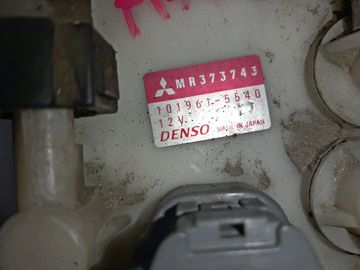 MR373743
101961-5540
12V
DENSO MADE IN JAPAN